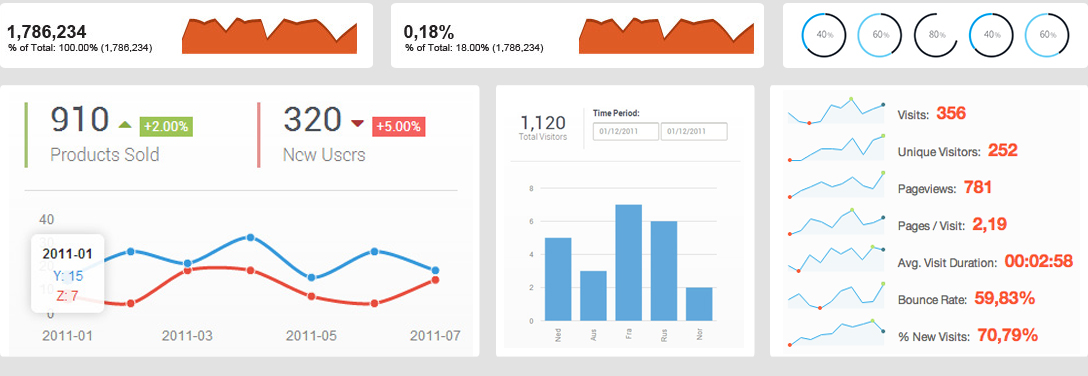 1,786,234
% of Total: 100.00% (1,786,234)
0,18%
% of Total: 18.00% (1,786,234)
40%
60%
80%
40%
60%
910 +2.00%
Products Sold
320 +5.00%
New Users
40
2011-01
Y: 15
Z: 7
10
0
2011-01 2011-03 2011-05 2011-07
1,120
Total Visitors
Time Period:
01/12/2011 01/12/2011
8
6
4
2
0
Ned Aus Fra Rus Nor
Visits: 356
Unique Visitors: 252
Pageviews: 781
Pages / Visit: 2,19
Avg. Visit Duration: 00:02:58
Bounce Rate: 59,83%
% New Visits: 70,79%